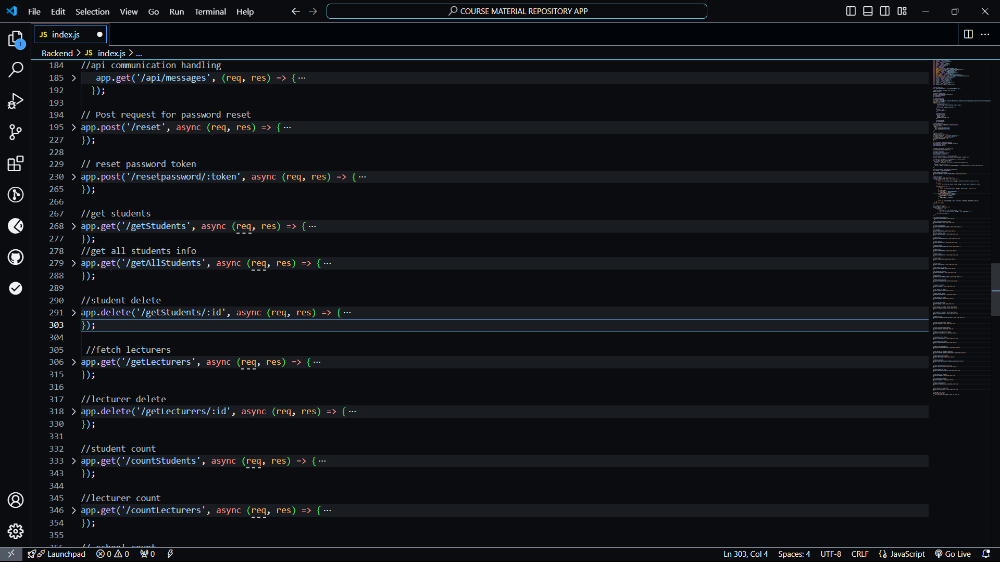 File Edit Selection View Go Run Terminal Help
COURSE MATERIAL REPOSITORY APP
JS index.js
Backend > JS index.js > ...
1
184 //api communication handling
185 > app.get('/api/messages', (req, res) => {···
192 });
193
194 // Post request for password reset
195 > app.post('/reset', async (req, res) => {···
227 });
228
229 // reset password token
230 > app.post('/resetpassword/:token', async (req, res) => {···
265 });
266
267 //get students
268 > app.get('/getStudents', async (req, res) => {···
277 });
278 //get all students info
279 > app.get('/getAllStudents', async (req, res) => {···
288 });
289
290 //student delete
291 > app.delete('/getStudents/:id', async (req, res) => {···
303 });
304
305 //fetch lecturers
306 > app.get('/getLecturers', async (req, res) => {···
315 });
316
317 //lecturer delete
318 > app.delete('/getLecturers/:id', async (req, res) => {···
330 });
331
332 //student count
333 > app.get('/countStudents', async (req, res) => {···
343 });
344
345 //lecturer count
346 > app.get('/countLecturers', async (req, res) => {···
354 });
355
356 // school count
Launchpad 0 0 0 Ln 303, Col 4 Spaces: 4 UTF-8 CRLF {} JavaScript Go Live